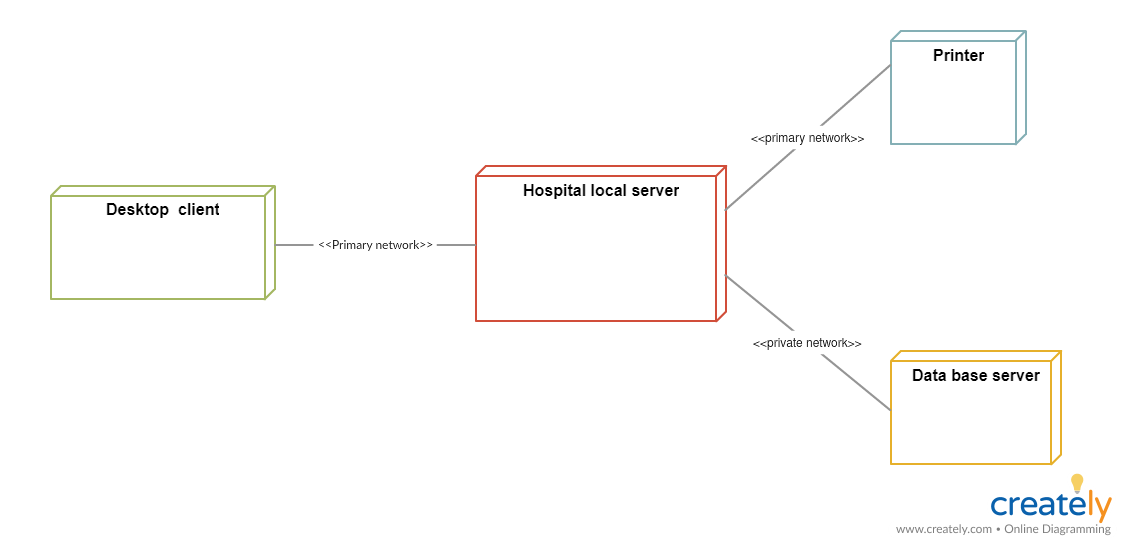 Printer
<<primary network>>
Hospital local server
Desktop  client
<<Primary network>>
<<private network>>
Data base server
creately
www.creately.com • Online Diagramming